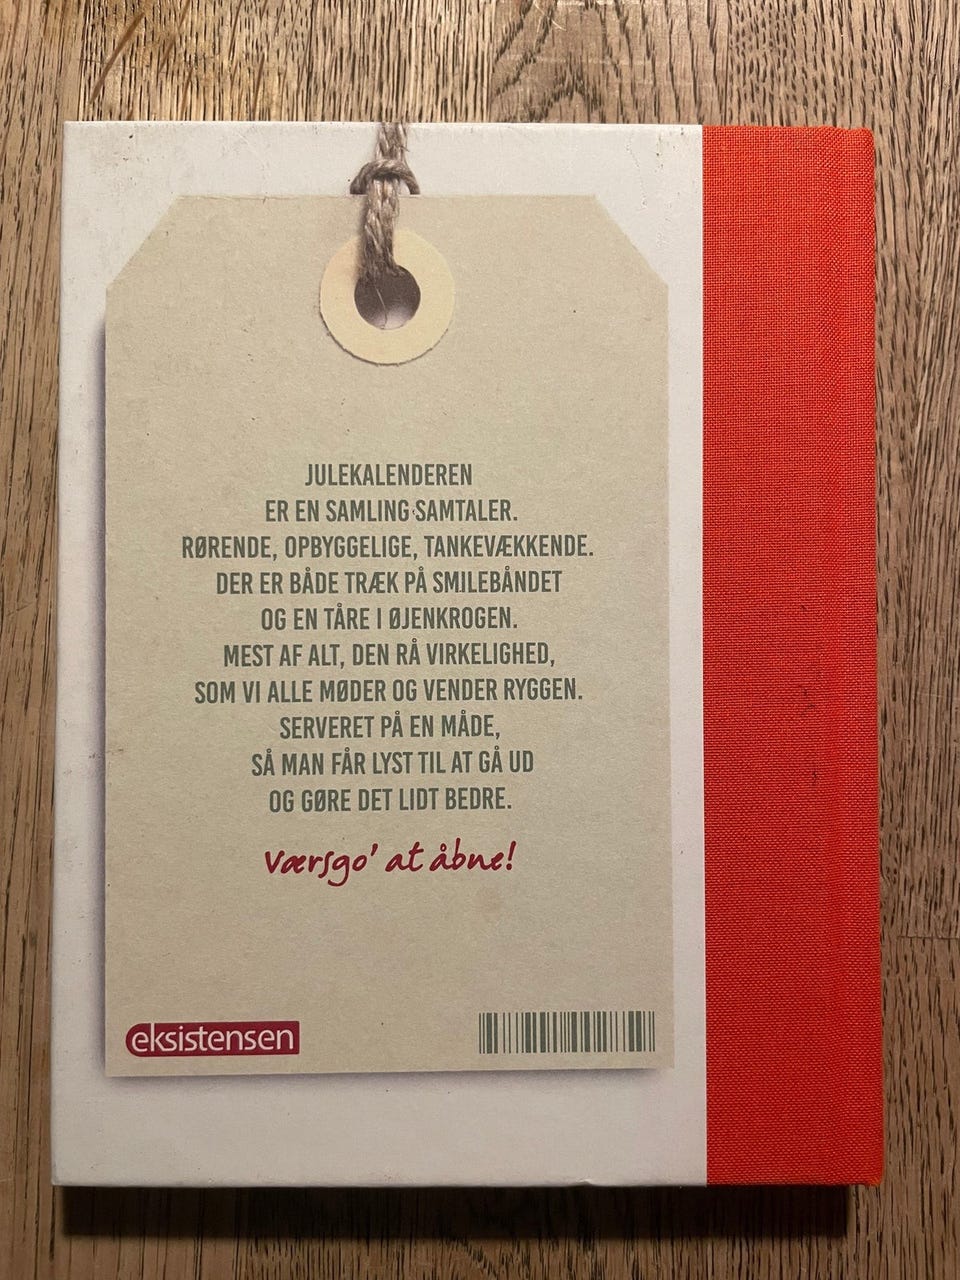 JULEKALENDEREN
ER EN SAMLING SAMTALER.
RØRENDE, OPBYGGELIGE, TANKEVÆKKENDE.
DER ER BÅDE TRÆK PÅ SMILEBÅNDET
OG EN TÅRE I ØJENKROGEN.
MEST AF ALT, DEN RÅ VIRKELIGHED,
SOM VI ALLE MØDER OG VENDER RYGGEN.
SERVERET PÅ EN MÅDE,
SÅ MAN FÅR LYST TIL AT GÅ UD
OG GØRE DET LIDT BEDRE.
Værsgo' at åbne!
eksistensen